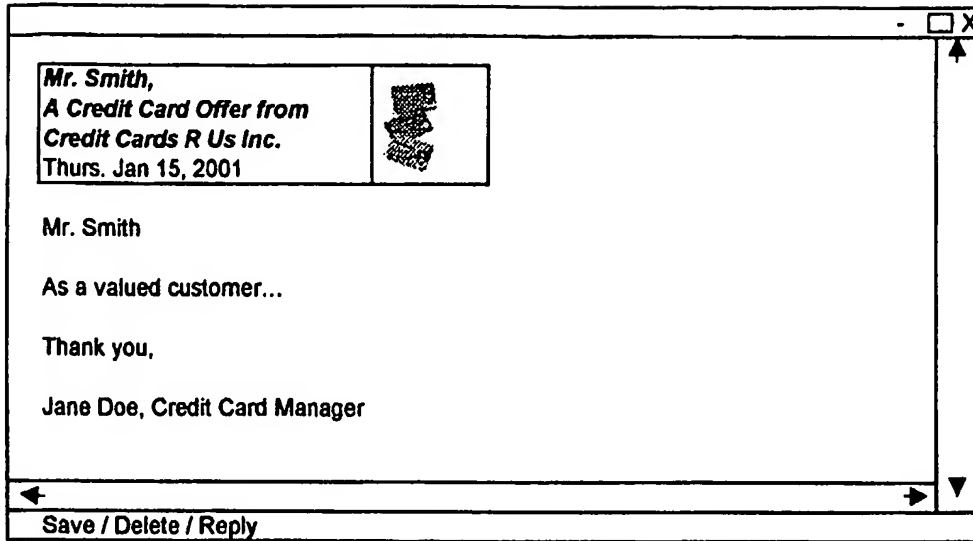 Mr. Smith,
A Credit Card Offer from
Credit Cards R Us Inc.
Thurs. Jan 15, 2001
Mr. Smith
As a valued customer...
Thank you,
Jane Doe, Credit Card Manager
Save / Delete / Reply